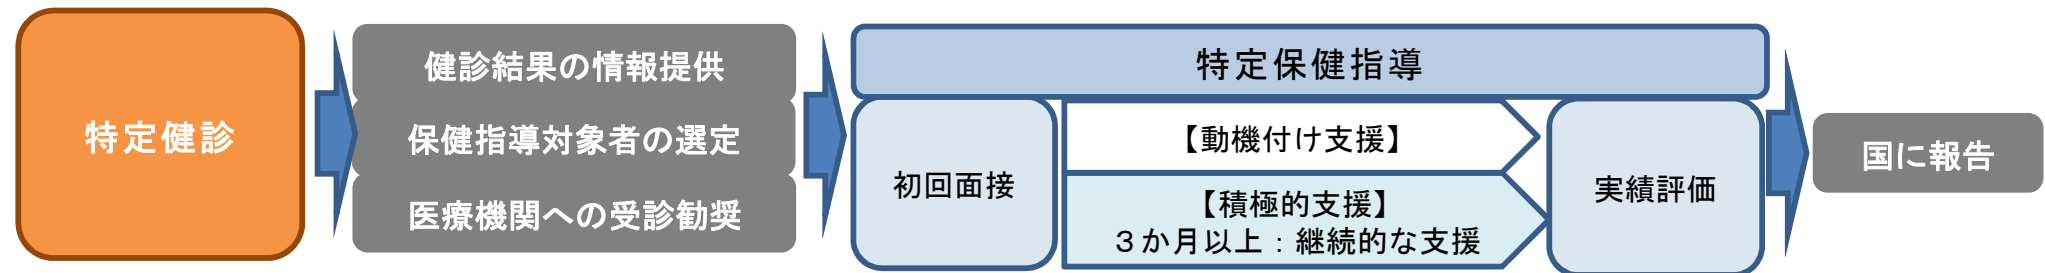 特定健診
健診結果の情報提供
保健指導対象者の選定
医療機関への受診勧奨
特定保健指導
初回面接
【動機付け支援】
【積極的支援】
３か月以上：継続的な支援
実績評価
国に報告